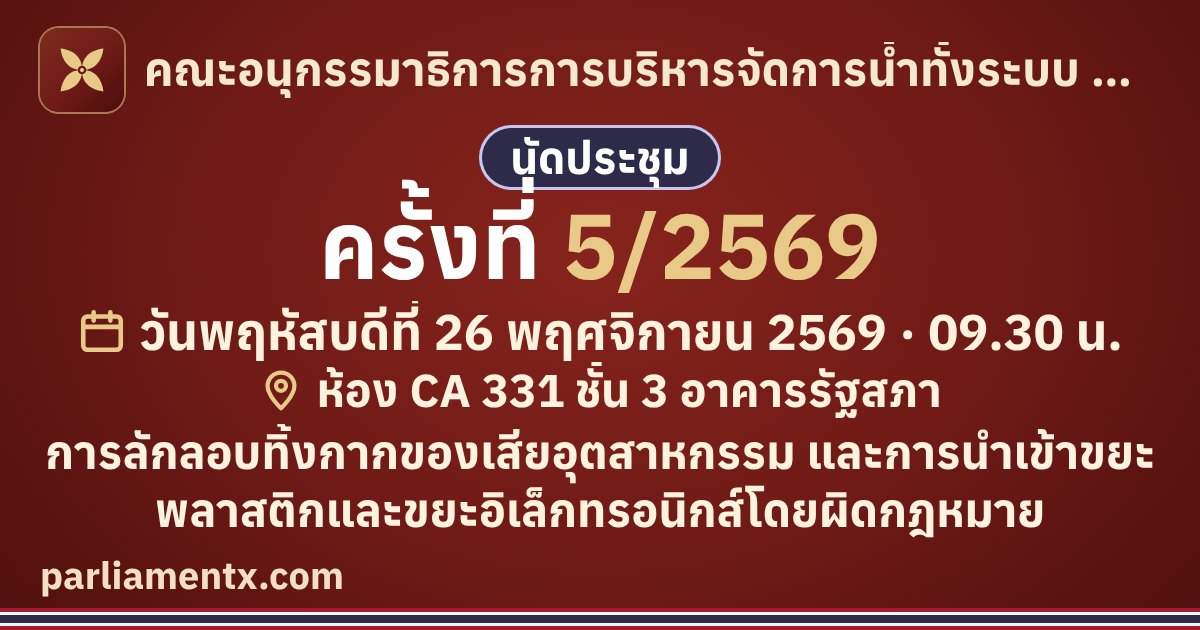 คณะอนุกรรมาธิการการบริหารจัดการน้ำทั้งระบบ ...
นัดประชุม
ครั้งที่ 5/2569
วันพฤหัสบดีที่ 26 พฤศจิกายน 2569 · 09.30 น.
ห้อง CA 331 ชั้น 3 อาคารรัฐสภา
การลักลอบทิ้งกากของเสียอุตสาหกรรม และการนำเข้าขยะ
พลาสติกและขยะอิเล็กทรอนิกส์โดยผิดกฎหมาย
parliamentx.com